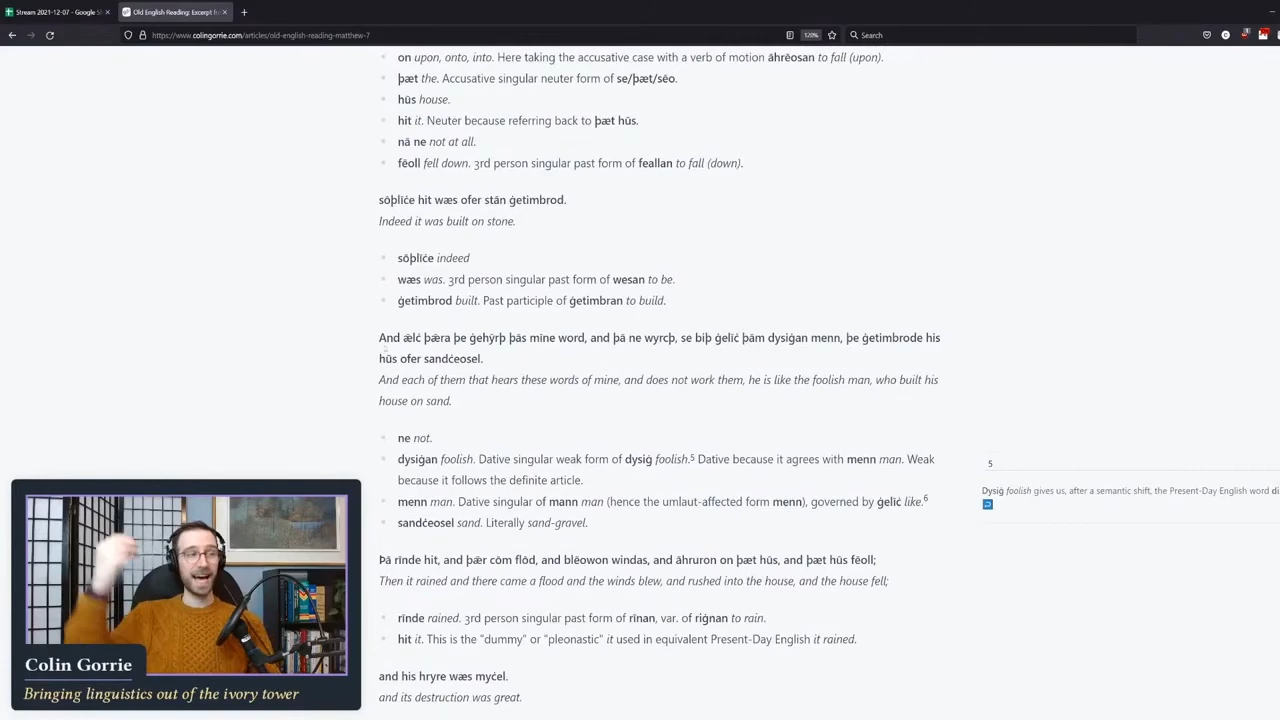 Stream 2021-12-07 - Google Sh
Old English Reading: Excerpt fr
https://www.colingorrie.com/articles/old-english-reading-matthew-7
120%
Search
on upon, onto, into. Here taking the accusative case with a verb of motion āhrēosan to fall (upon).
þæt the. Accusative singular neuter form of se/þæt/sēo.
hūs house.
hit it. Neuter because referring back to þæt hūs.
nā ne not at all.
fēoll fell down. 3rd person singular past form of feallan to fall (down).
sōþlīċe hit wæs ofer stān ġetimbrod.
Indeed it was built on stone.
sōþlīċe indeed
wæs was. 3rd person singular past form of wesan to be.
ġetimbrod built. Past participle of ġetimbran to build.
And ǣlċ þǣra þe ġehȳrþ þās mīne word, and þā ne wyrcþ, se biþ ġelīċ þām dysiġan menn, þe ġetimbrode his
hūs ofer sandċeosel.
And each of them that hears these words of mine, and does not work them, he is like the foolish man, who built his
house on sand.
ne not.
dysiġan foolish. Dative singular weak form of dysiġ foolish.⁵ Dative because it agrees with menn man. Weak
because it follows the definite article.
menn man. Dative singular of mann man (hence the umlaut-affected form menn), governed by ġelīċ like.⁶
sandċeosel sand. Literally sand-gravel.
5
Dysiġ foolish gives us, after a semantic shift, the Present-Day English word di
Þā rīnde hit, and þǣr cōm flōd, and blēowon windas, and āhruron on þæt hūs, and þæt hūs fēoll;
Then it rained and there came a flood and the winds blew, and rushed into the house, and the house fell;
rīnde rained. 3rd person singular past form of rīnan, var. of riġnan to rain.
hit it. This is the "dummy" or "pleonastic" it used in equivalent Present-Day English it rained.
and his hryre wæs myċel.
and its destruction was great.
Colin Gorrie
Bringing linguistics out of the ivory tower